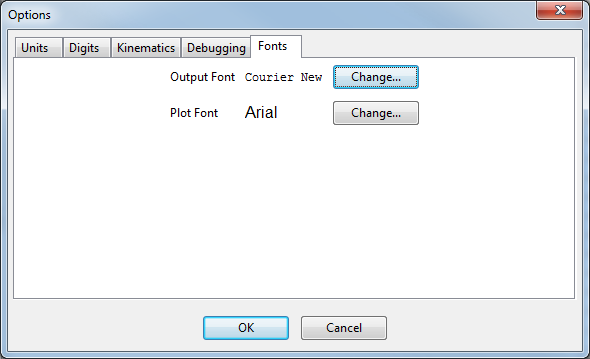 Options
Units Digits Kinematics Debugging Fonts
Output Font Courier New Change...
Plot Font Arial Change...
OK Cancel